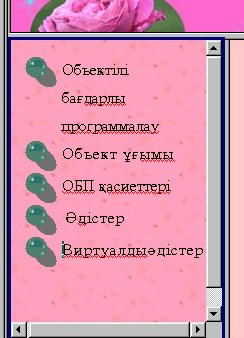 Объектілі
бағдарлы
программалау
Объект ұғымы
ОБП қасиеттері
Әдістер
Виртуалдыәдістер